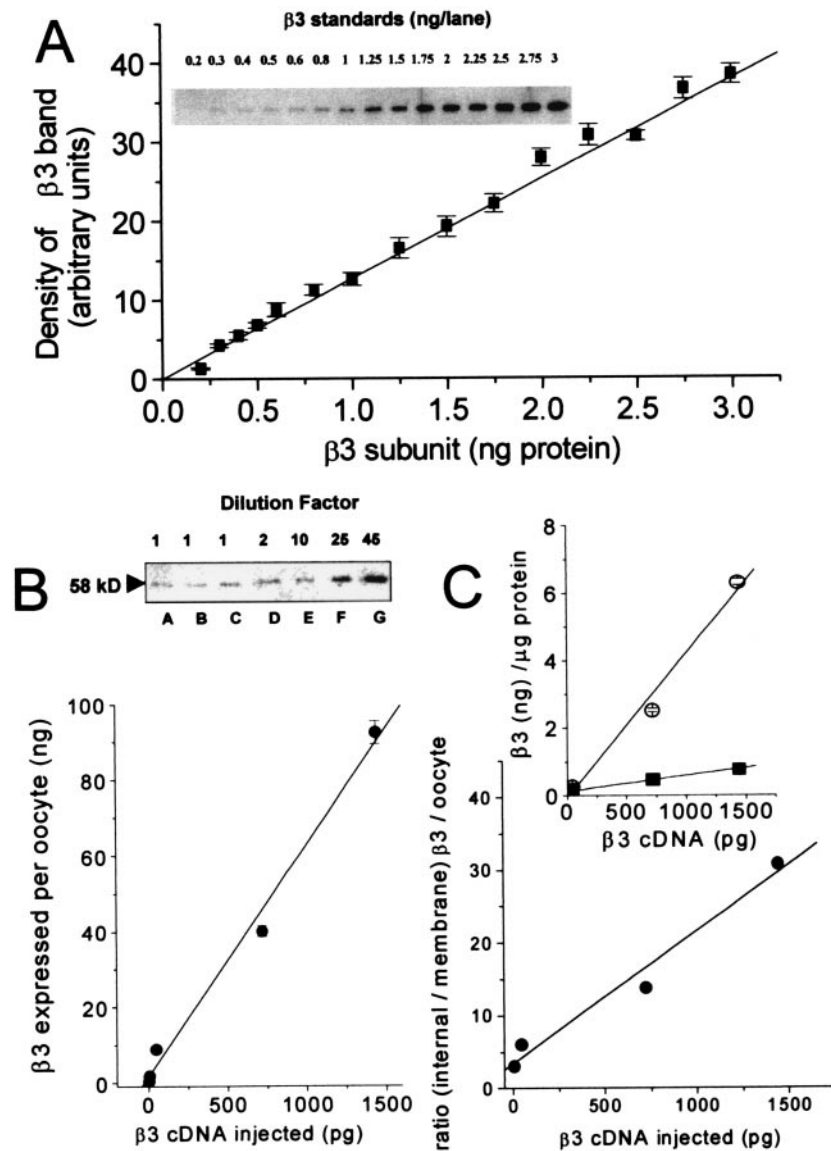 A
β3 standards (ng/lane)
0.2 0.3 0.4 0.5 0.6 0.8 1 1.25 1.5 1.75 2 2.25 2.5 2.75 3
Density of β3 band
(arbitrary units)
40
30
20
10
0
0.0 0.5 1.0 1.5 2.0 2.5 3.0
β3 subunit (ng protein)
B
Dilution Factor
1 1 1 2 10 25 45
58 kD
A B C D E F G
β3 expressed per oocyte (ng)
100
80
60
40
20
0
0 500 1000 1500
β3 cDNA injected (pg)
C
β3 (ng) /μg protein
8
6
4
2
0
0 500 1000 1500
β3 cDNA (pg)
ratio (internal / membrane) β3 / oocyte
40
30
20
10
0
0 500 1000 1500
β3 cDNA injected (pg)